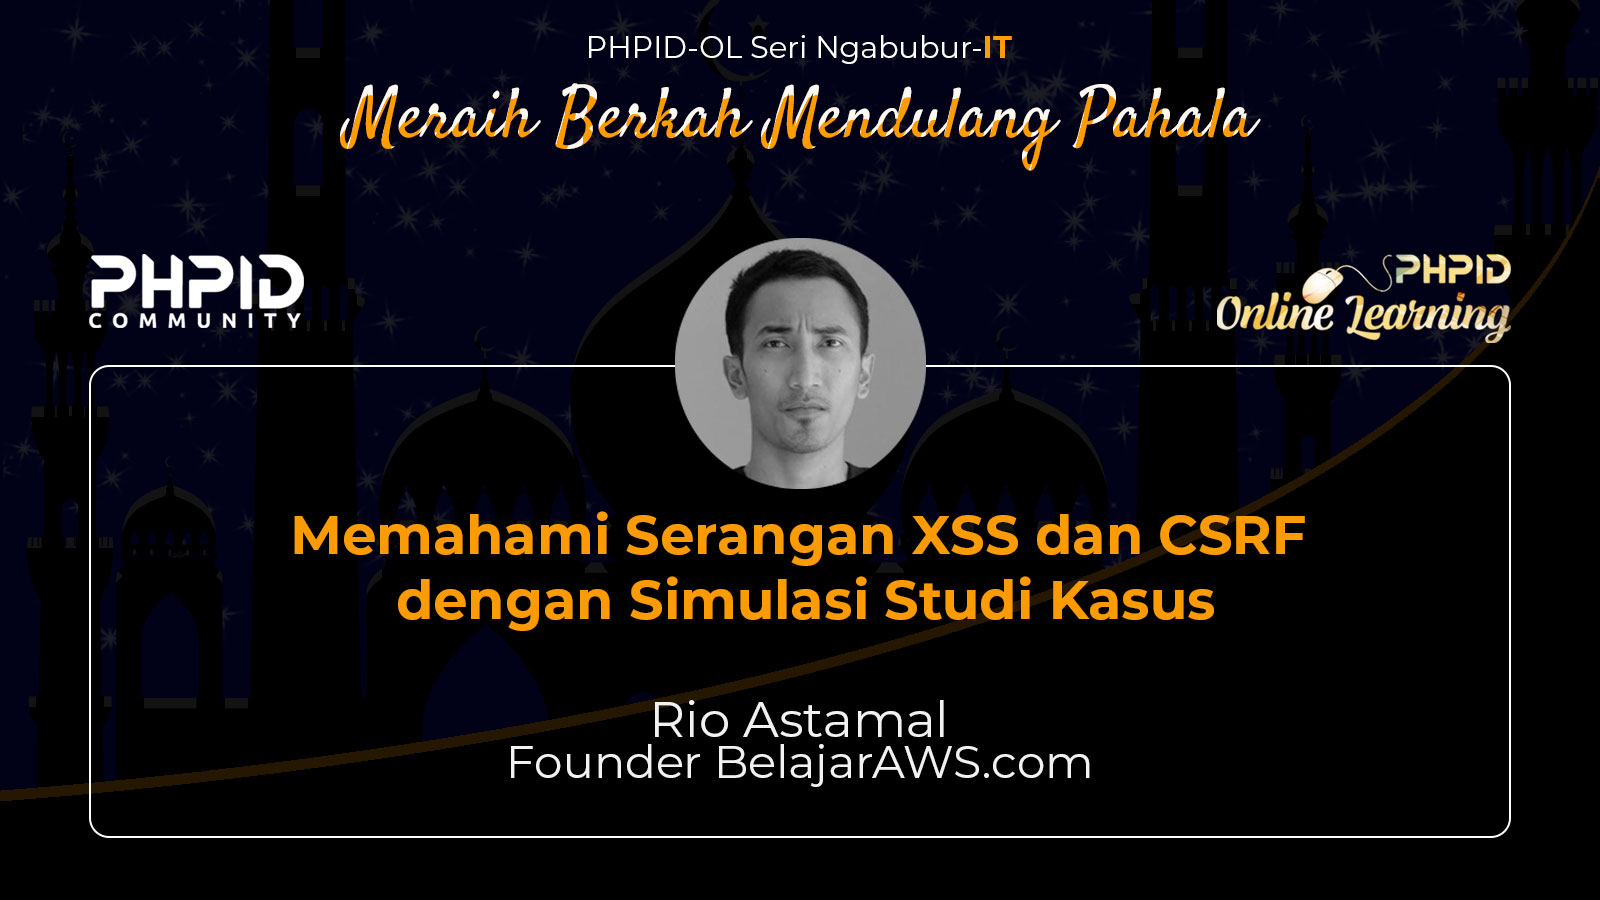 PHPID-OL Seri Ngabubur-IT
Meraih Berkah Mendulang Pahala
PHPID
COMMUNITY
PHPID
Online Learning
Memahami Serangan XSS dan CSRF
dengan Simulasi Studi Kasus
Rio Astamal
Founder BelajarAWS.com